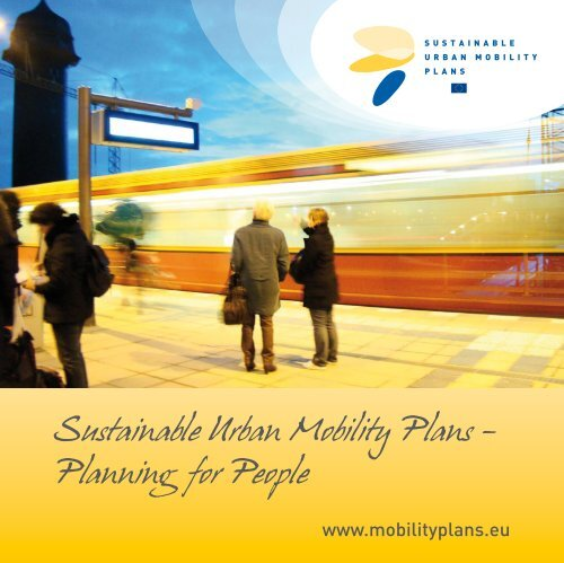 SUSTAINABLE
URBAN MOBILITY
PLANS
Sustainable Urban Mobility Plans –
Planning for People
www.mobilityplans.eu